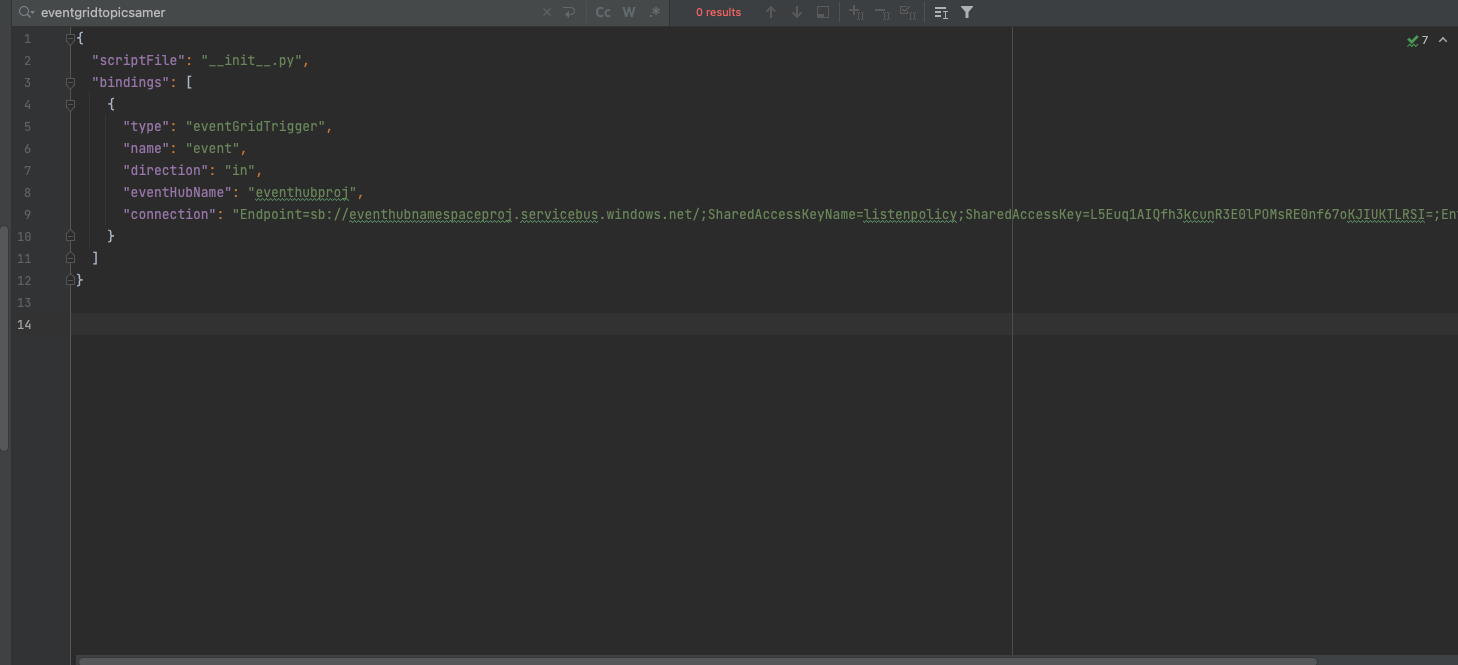 eventgridtopicsamer
Cc W .* 0 results
7
1 {
2 "scriptFile": "__init__.py",
3 "bindings": [
4 {
5 "type": "eventGridTrigger",
6 "name": "event",
7 "direction": "in",
8 "eventHubName": "eventhubproj",
9 "connection": "Endpoint=sb://eventhubnamespaceproj.servicebus.windows.net/;SharedAccessKeyName=listenpolicy;SharedAccessKey=L5Euq1AIQfh3kcunR3E0lPOMsRE0nf67oKJIUKTLRSI=;En
10 }
11 ]
12 }
13
14